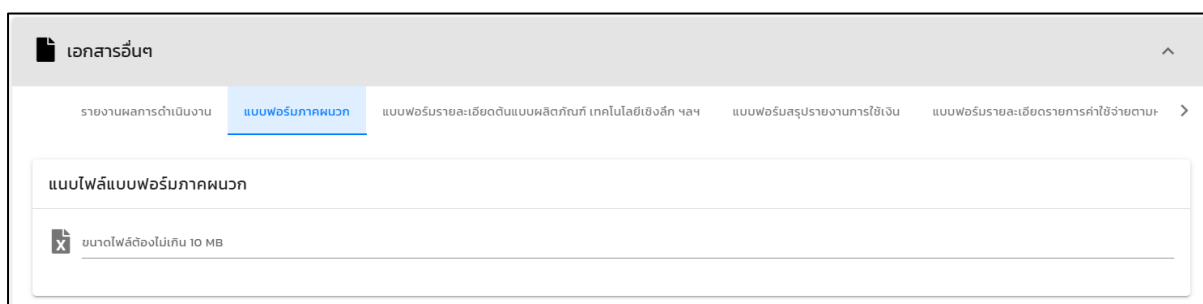 เอกสารอื่นๆ
รายงานผลการดำเนินงาน แบบฟอร์มภาคผนวก แบบฟอร์มรายละเอียดต้นแบบผลิตภัณฑ์ เทคโนโลยีเชิงลึก ฯลฯ แบบฟอร์มสรุปรายงานการใช้เงิน แบบฟอร์มรายละเอียดรายการค่าใช้จ่ายตาม
แนบไฟล์แบบฟอร์มภาคผนวก
ขนาดไฟล์ต้องไม่เกิน 10 MB